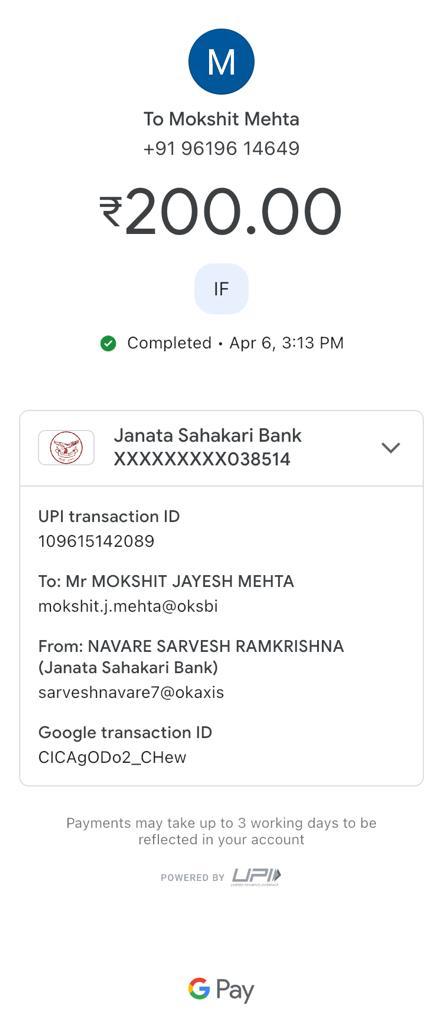 M
To Mokshit Mehta
+91 96196 14649
₹200.00
IF
Completed • Apr 6, 3:13 PM
Janata Sahakari Bank
XXXXXXXXX038514
UPI transaction ID
109615142089
To: Mr MOKSHIT JAYESH MEHTA
mokshit.j.mehta@oksbi
From: NAVARE SARVESH RAMKRISHNA
(Janata Sahakari Bank)
sarveshnavare7@okaxis
Google transaction ID
CICAgODo2_CHew
Payments may take up to 3 working days to be
reflected in your account
POWERED BY UPI
G Pay